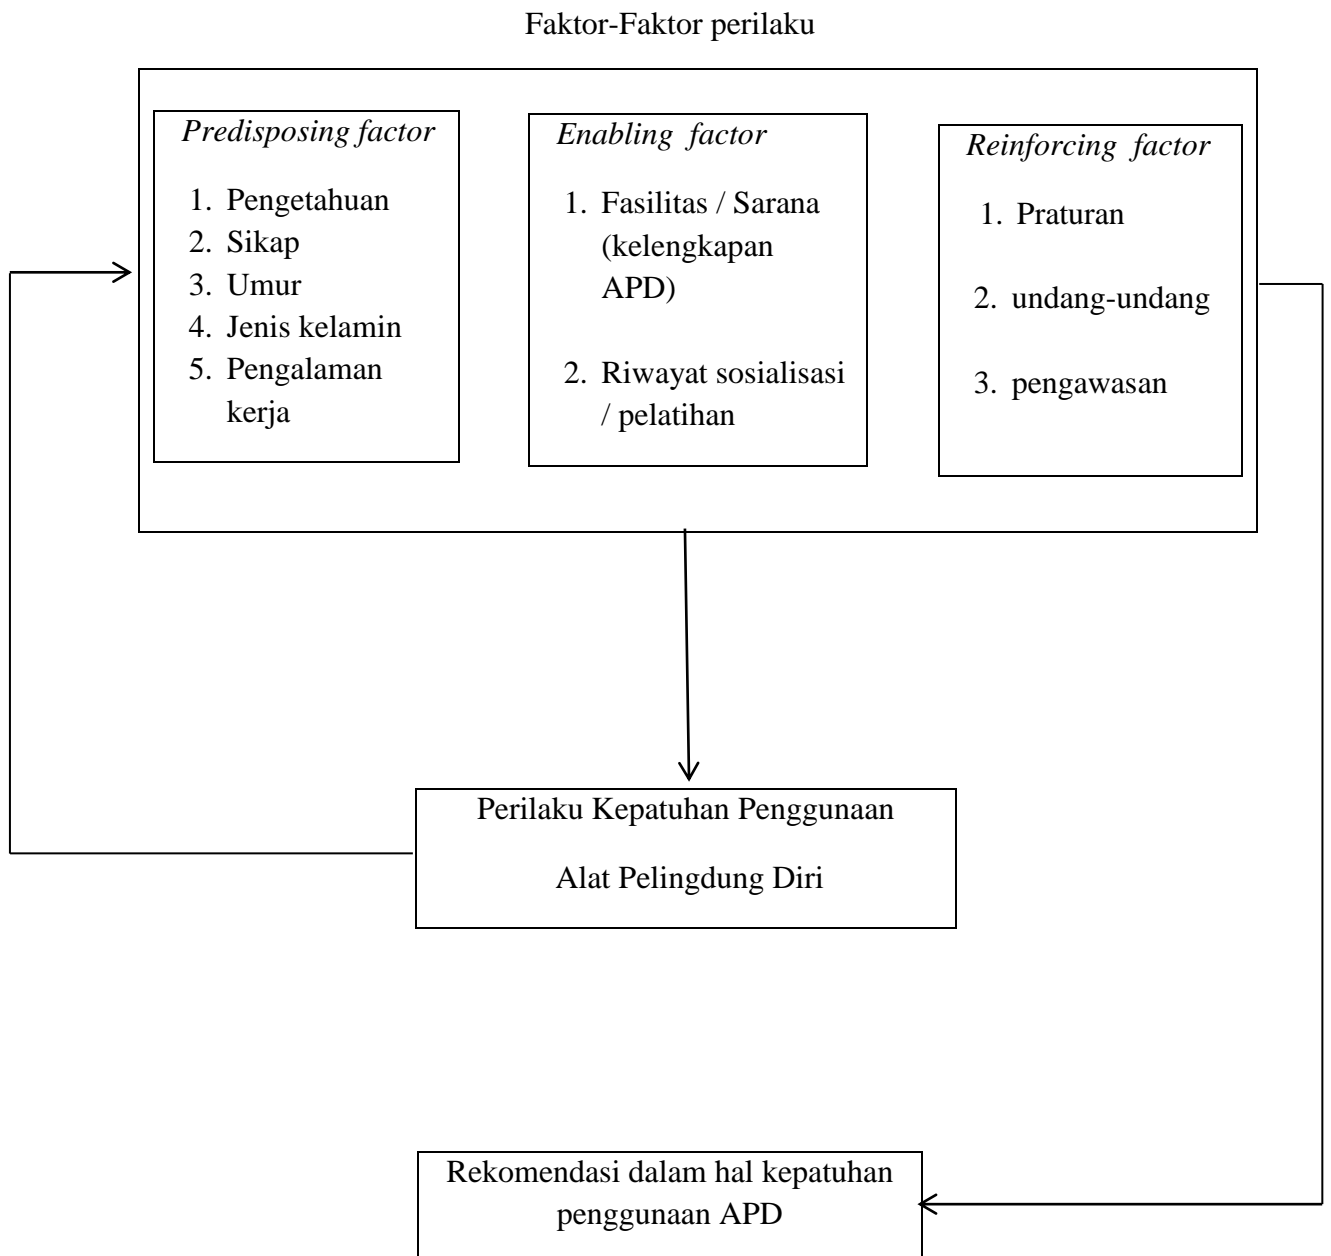 Faktor-Faktor perilaku
Predisposing factor
1. Pengetahuan
2. Sikap
3. Umur
4. Jenis kelamin
5. Pengalaman
kerja
Enabling factor
1. Fasilitas / Sarana
(kelengkapan
APD)
2. Riwayat sosialisasi
/ pelatihan
Reinforcing factor
1. Praturan
2. undang-undang
3. pengawasan
Perilaku Kepatuhan Penggunaan
Alat Pelingdung Diri
Rekomendasi dalam hal kepatuhan
penggunaan APD